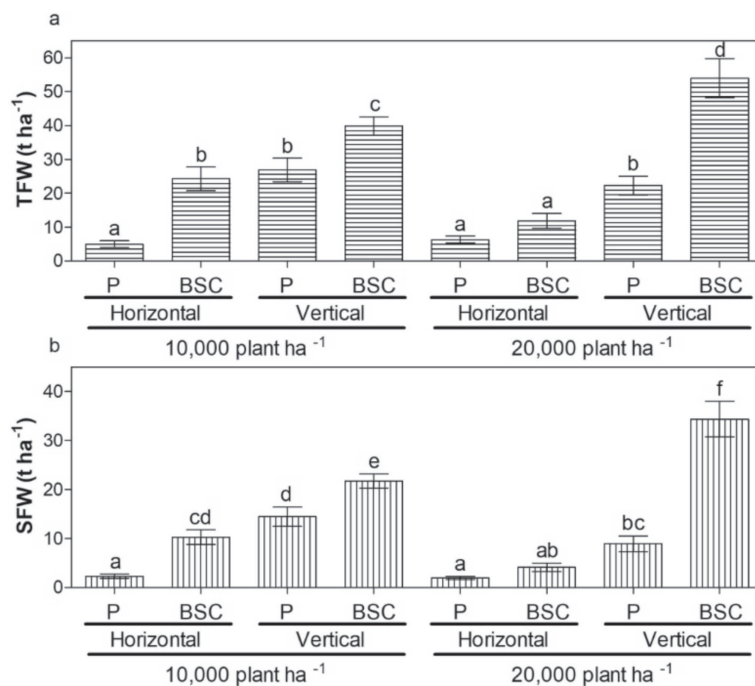 a
TFW (t ha-1)
60
50
40
30
20
10
0
a
b
b
c
a
a
b
d
P BSC P BSC P BSC P BSC
Horizontal Vertical Horizontal Vertical
10,000 plant ha -1 20,000 plant ha -1
b
SFW (t ha-1)
40
30
20
10
0
a
cd
d
e
a
ab
bc
f
P BSC P BSC P BSC P BSC
Horizontal Vertical Horizontal Vertical
10,000 plant ha -1 20,000 plant ha -1